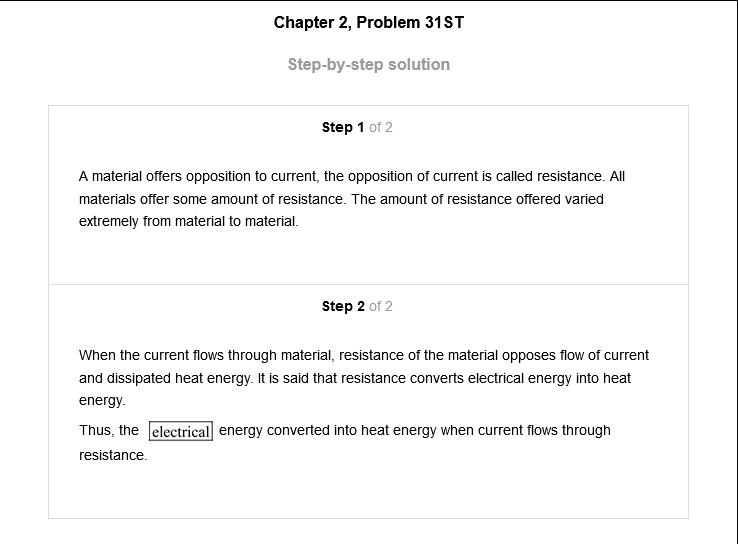 Chapter 2, Problem 31ST
Step-by-step solution
Step 1 of 2
A material offers opposition to current, the opposition of current is called resistance. All
materials offer some amount of resistance. The amount of resistance offered varied
extremely from material to material.
Step 2 of 2
When the current flows through material, resistance of the material opposes flow of current
and dissipated heat energy. It is said that resistance converts electrical energy into heat
energy.
Thus, the electrical energy converted into heat energy when current flows through
resistance.